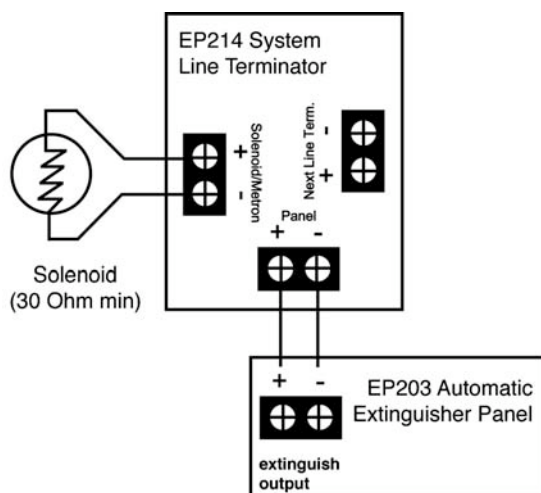 EP214 System
Line Terminator
+
-
Solenoid/Metron
Next Line Term.
-
+
Panel
+ -
Solenoid
(30 Ohm min)
+ -
EP203 Automatic
Extinguisher Panel
extinguish
output